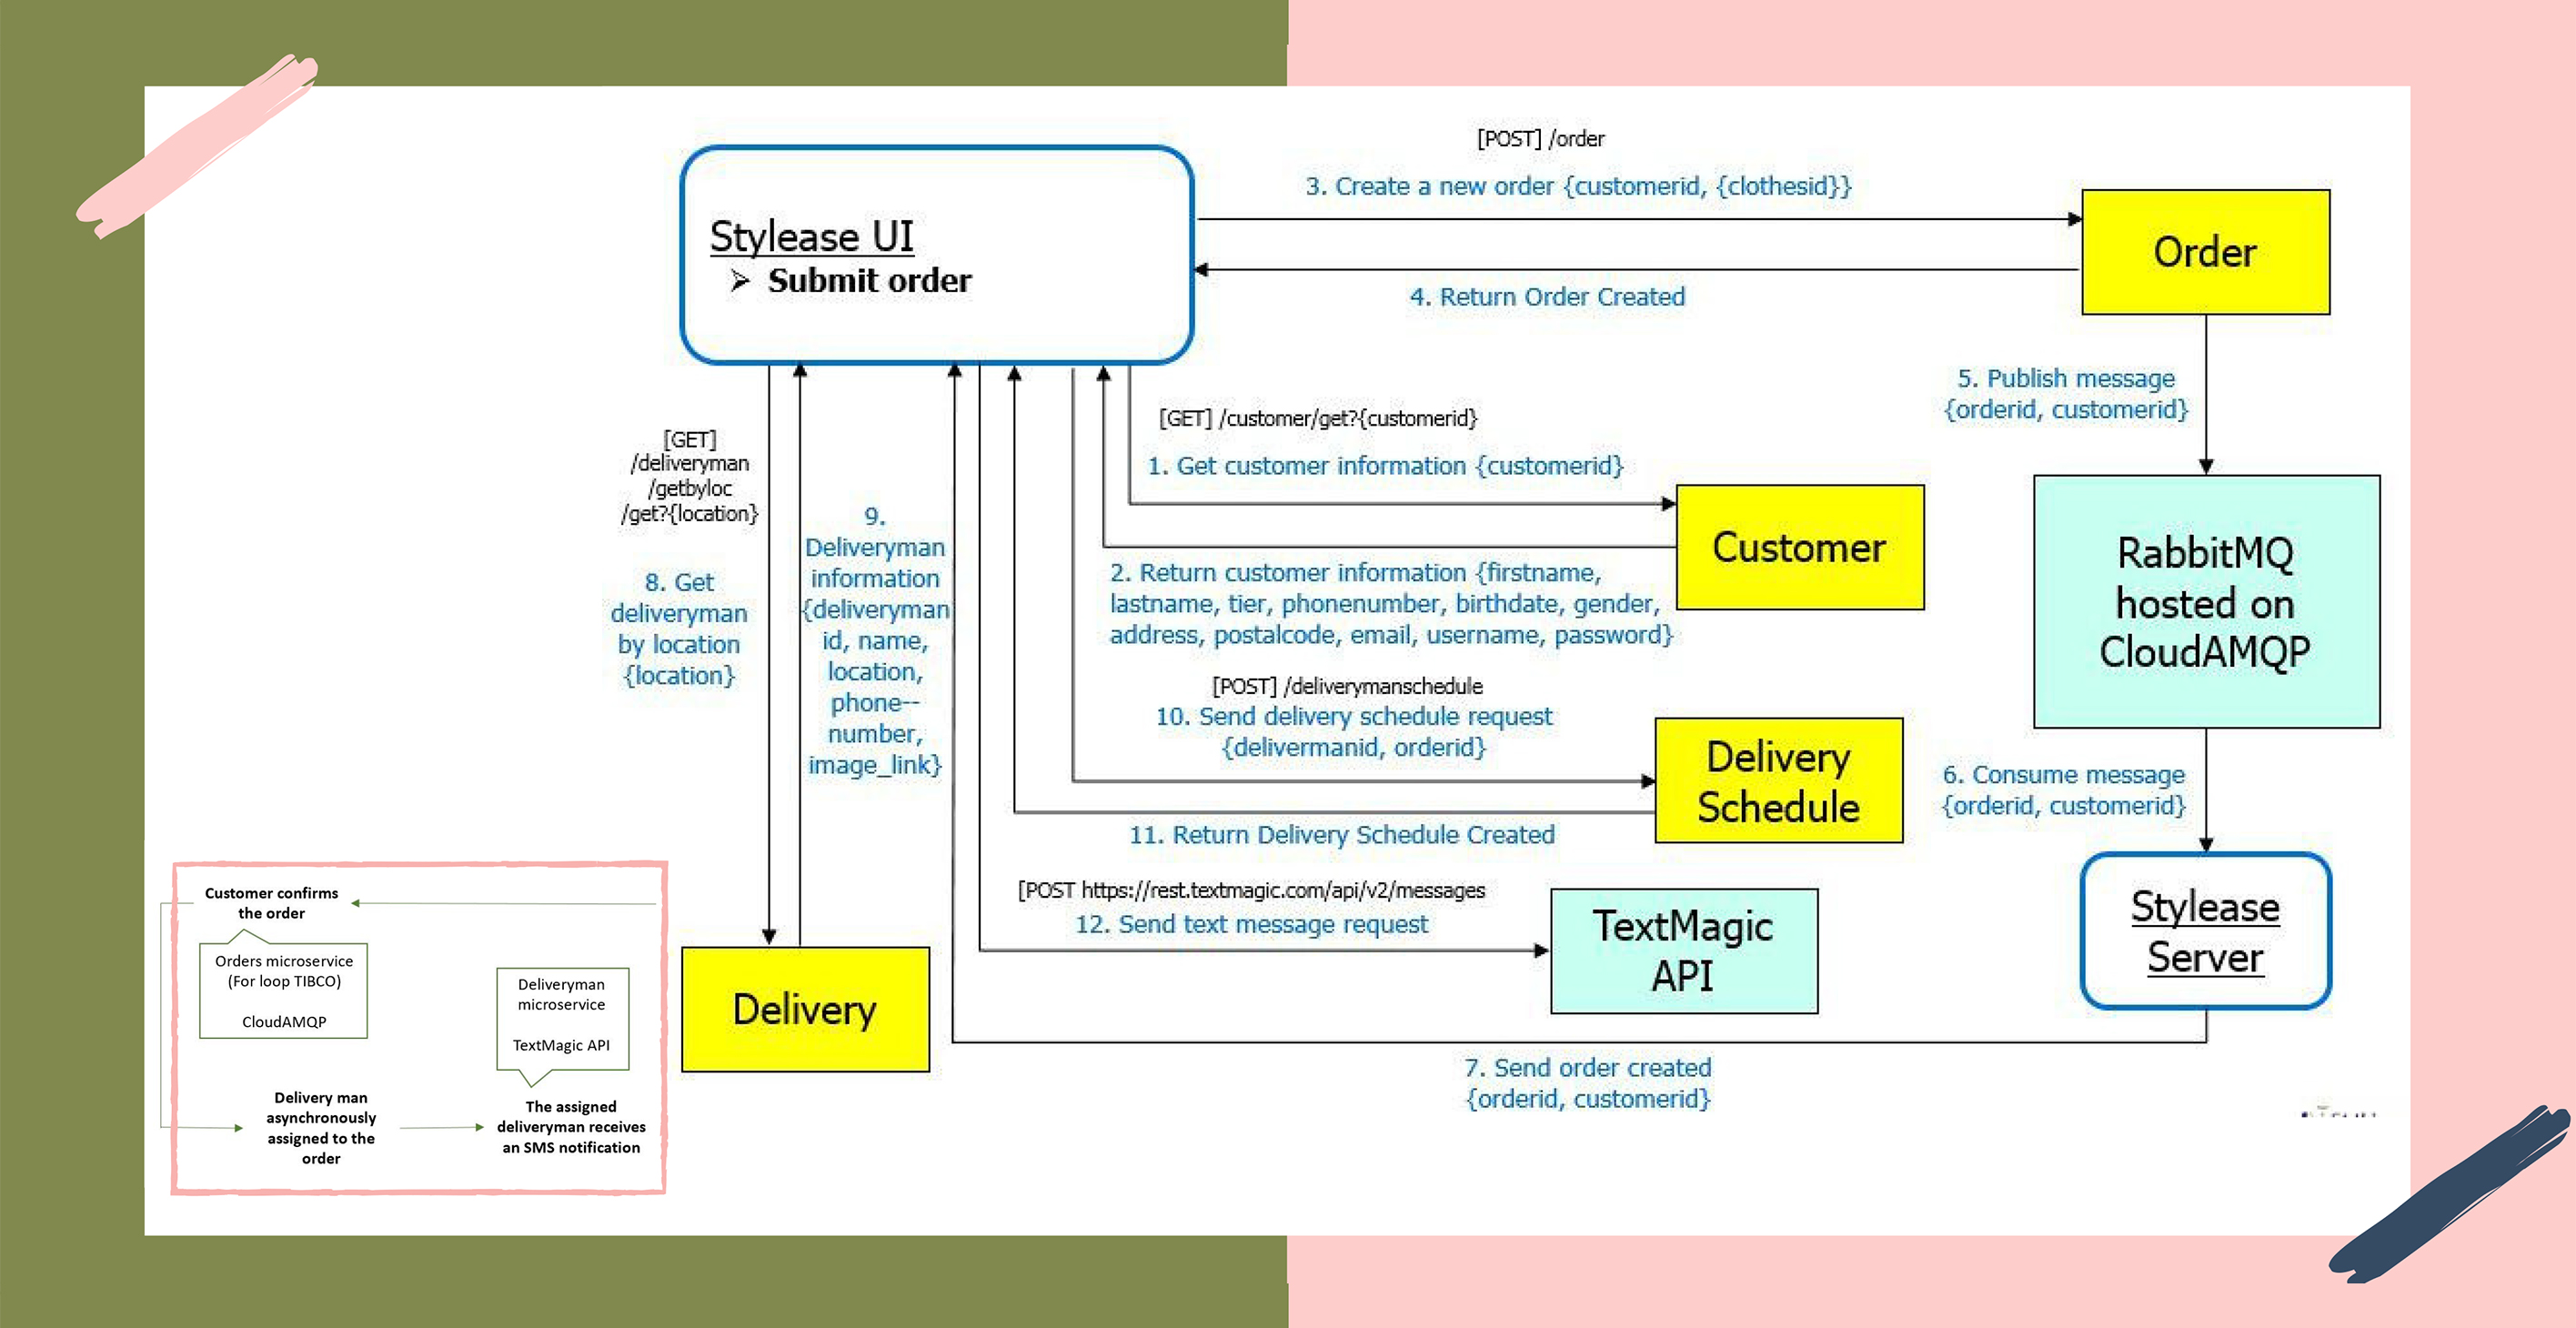 [POST] /order
3. Create a new order {customerid, {clothesid}}
Stylease UI
➢ Submit order
Order
4. Return Order Created
5. Publish message
{orderid, customerid}
[GET] /customer/get?{customerid}
1. Get customer information {customerid}
Customer
2. Return customer information {firstname,
lastname, tier, phonenumber, birthdate, gender,
address, postalcode, email, username, password}
RabbitMQ
hosted on
CloudAMQP
[GET]
/deliveryman
/getbyloc
/get?{location}
8. Get
deliveryman
by location
{location}
9.
Deliveryman
information
{deliveryman
id, name,
location,
phone--
number,
image_link}
[POST] /deliverymanschedule
10. Send delivery schedule request
{delivermanid, orderid}
Delivery
Schedule
11. Return Delivery Schedule Created
6. Consume message
{orderid, customerid}
[POST https://rest.textmagic.com/api/v2/messages
12. Send text message request
TextMagic
API
Stylease
Server
Delivery
7. Send order created
{orderid, customerid}
Customer confirms
the order
Orders microservice
(For loop TIBCO)
CloudAMQP
Deliveryman
microservice
TextMagic API
Delivery man
asynchronously
assigned to the
order
The assigned
deliveryman receives
an SMS notification